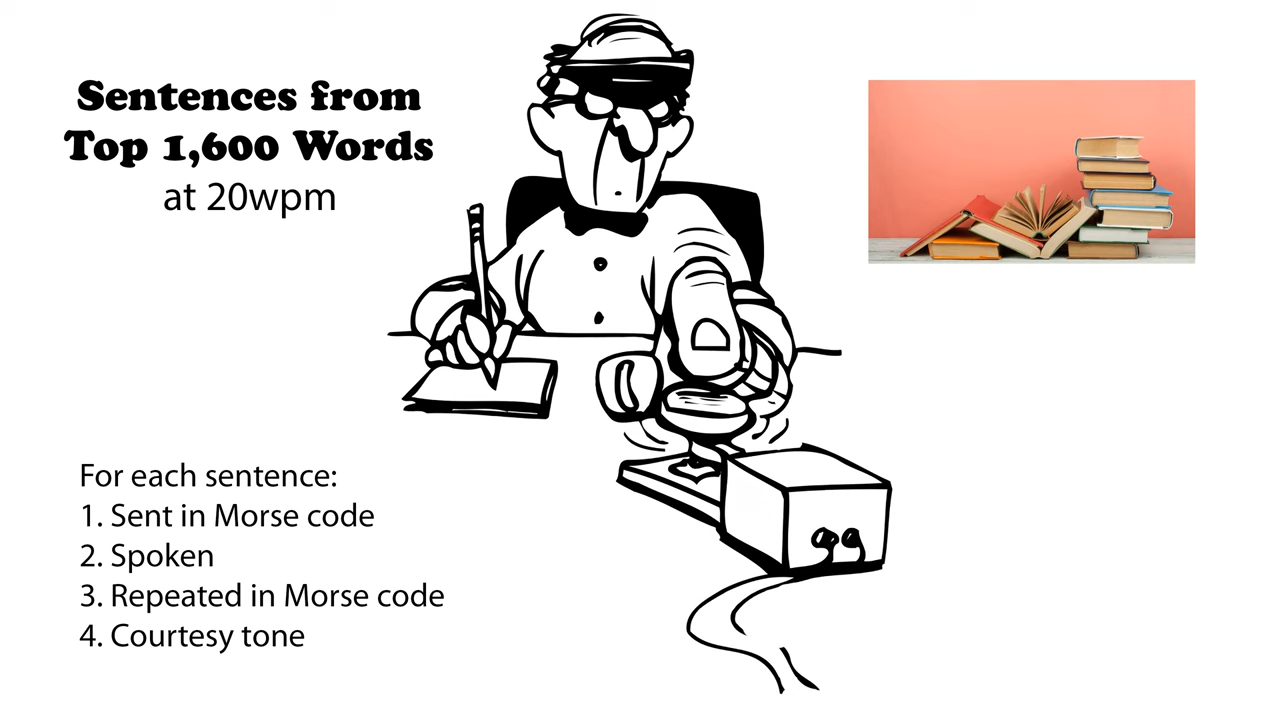 Sentences from
Top 1,600 Words
at 20wpm
For each sentence:
1. Sent in Morse code
2. Spoken
3. Repeated in Morse code
4. Courtesy tone